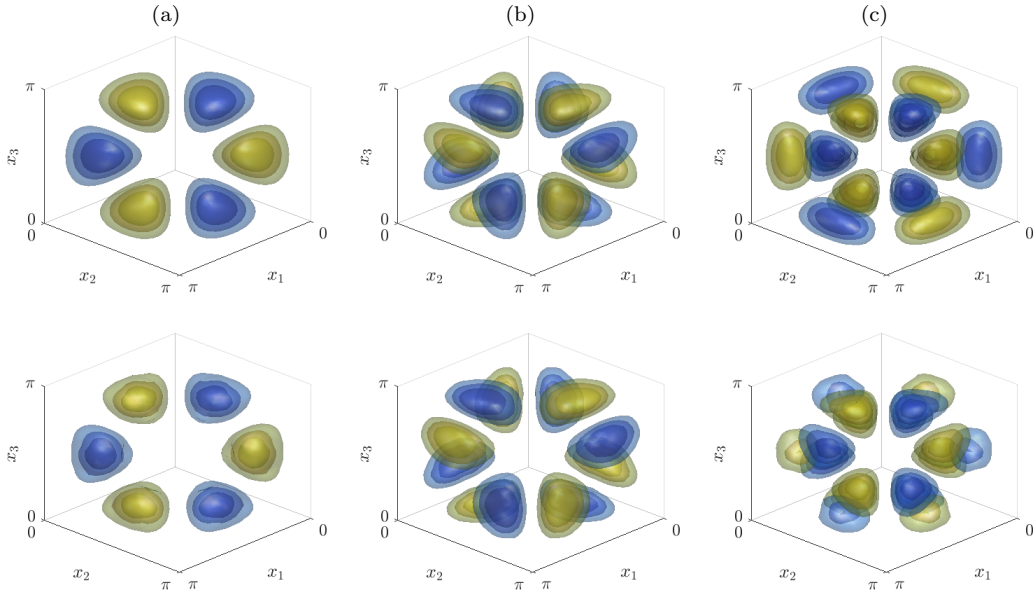 (a) (b) (c)
π π π
x₃ x₃ x₃
0 0 0
0 0 0 0 0 0
x₂ x₁ x₂ x₁ x₂ x₁
π π π π π π
π π π
x₃ x₃ x₃
0 0 0
0 0 0 0 0 0
x₂ x₁ x₂ x₁ x₂ x₁
π π π π π π